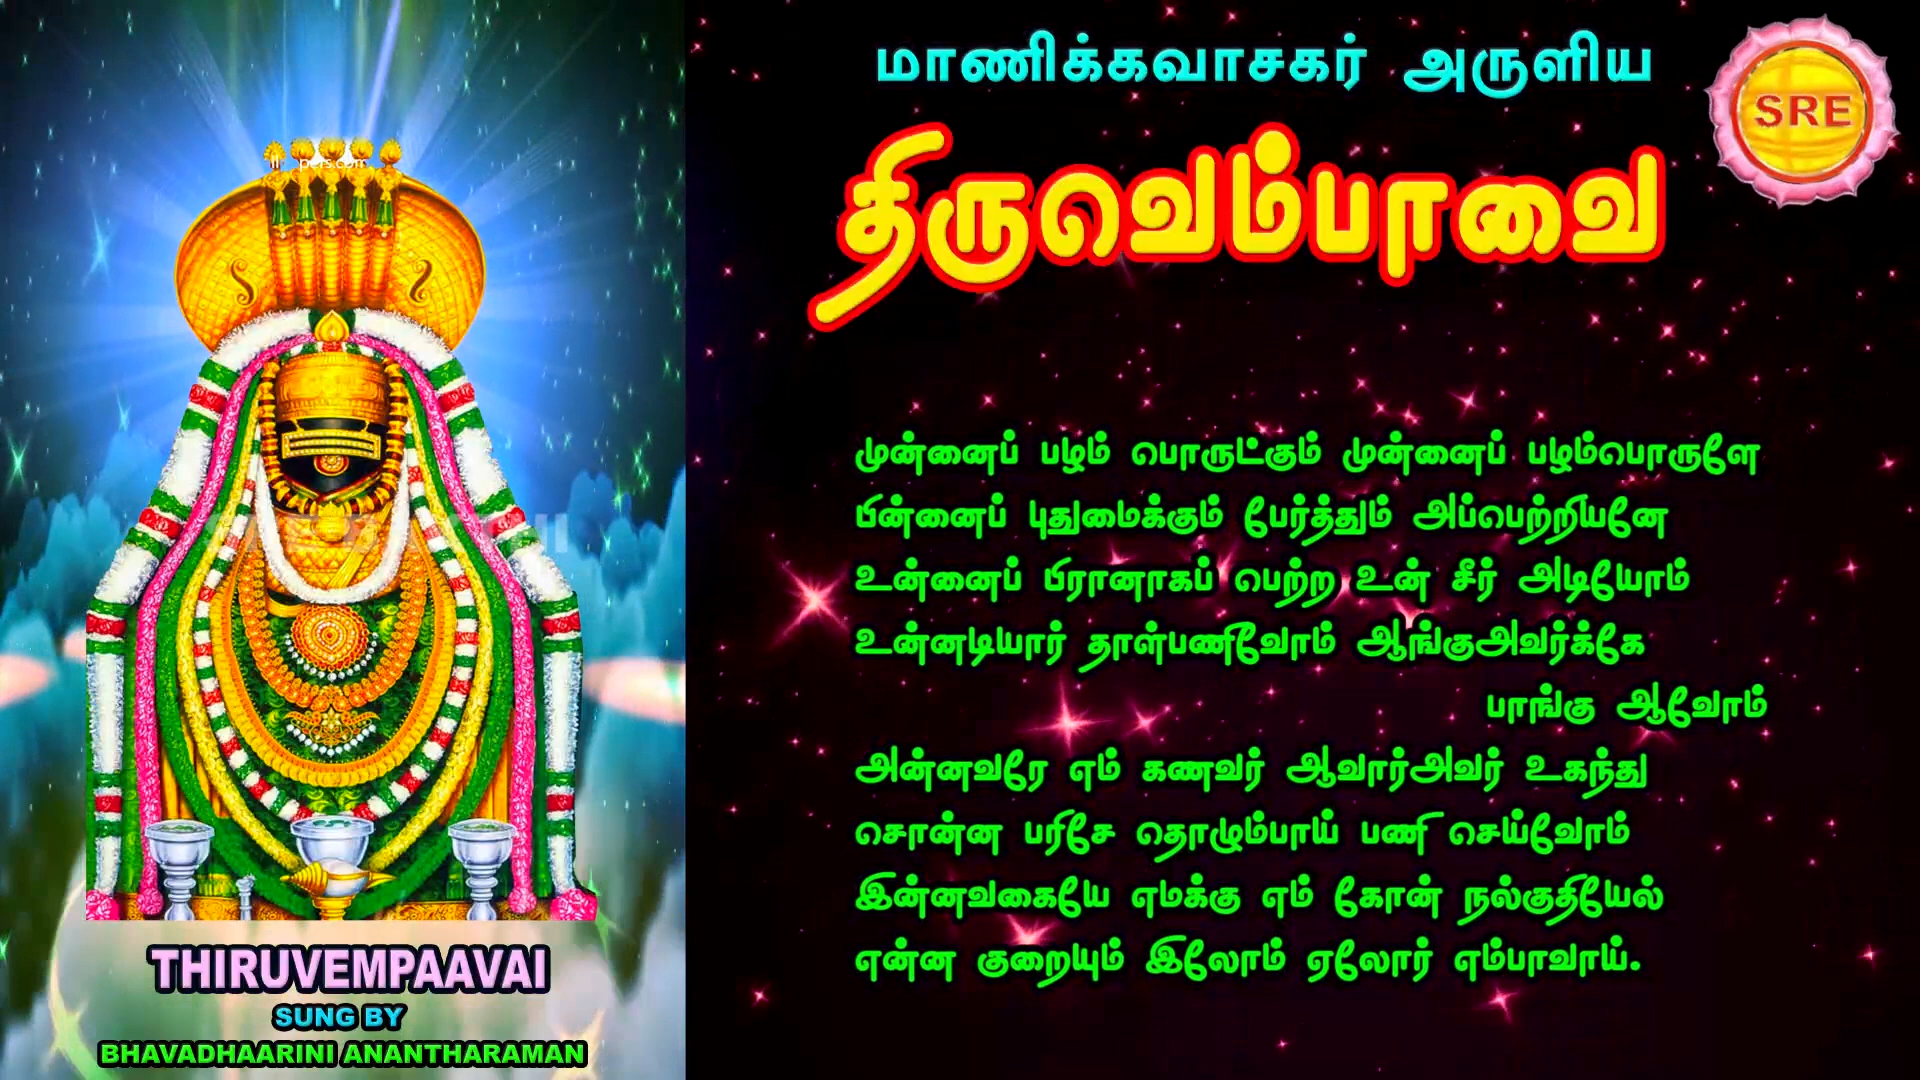 மாணிக்கவாசகர் அருளிய
திருவெம்பாவை
SRE
முன்னைப் பழம் பொருட்கும் முன்னைப் பழம்பொருளே
பின்னைப் புதுமைக்கும் பேர்த்தும் அப்பெற்றியனே
உன்னைப் பிரானாகப் பெற்ற உன் சீர் அடியோம்
உன்னடியார் தாள்பணிவோம் ஆங்குஅவர்க்கே
பாங்கு ஆவோம்
அன்னவரே எம் கணவர் ஆவார்அவர் உகந்து
சொன்ன பரிசே தொழும்பாய் பணி செய்வோம்
இன்னவகையே எமக்கு எம் கோன் நல்குதியேல்
என்ன குறையும் இலோம் ஏலோர் எம்பாவாய்.
THIRUVEMPAAVAI
SUNG BY
BHAVADHAARINI ANANTHARAMAN